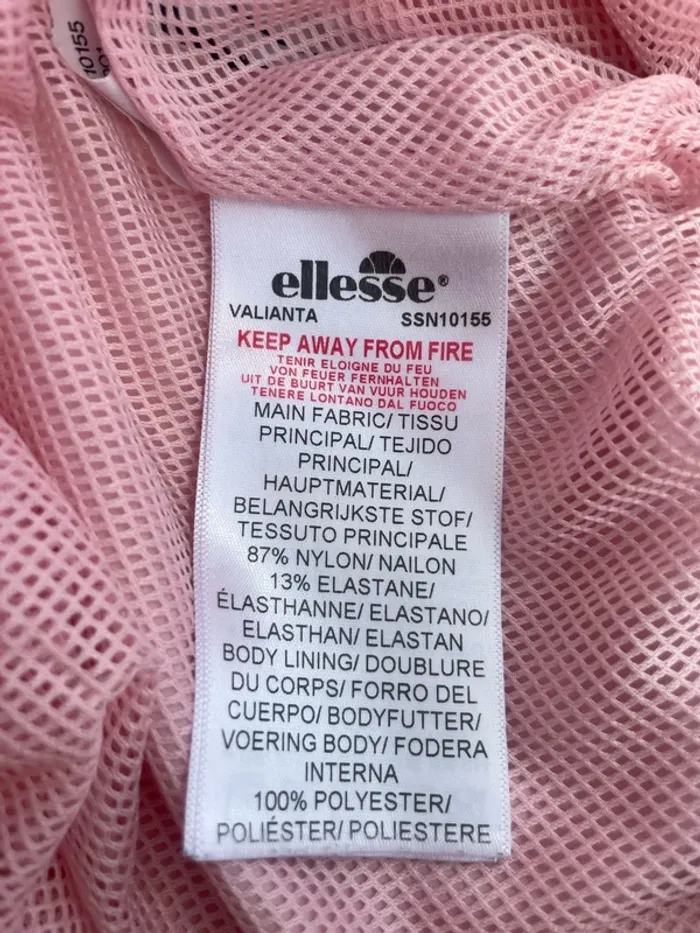 10155
ellesse®
VALIANTA SSN10155
KEEP AWAY FROM FIRE
TENIR ELOIGNE DU FEU
VON FEUER FERNHALTEN
UIT DE BUURT VAN VUUR HOUDEN
TENERE LONTANO DAL FUOCO
MAIN FABRIC/ TISSU
PRINCIPAL/ TEJIDO
PRINCIPAL/
HAUPTMATERIAL/
BELANGRIJKSTE STOF/
TESSUTO PRINCIPALE
87% NYLON/ NAILON
13% ELASTANE/
ÉLASTHANNE/ ELASTANO/
ELASTHAN/ ELASTAN
BODY LINING/ DOUBLURE
DU CORPS/ FORRO DEL
CUERPO/ BODYFUTTER/
VOERING BODY/ FODERA
INTERNA
100% POLYESTER/
POLIÉSTER/ POLIESTERE